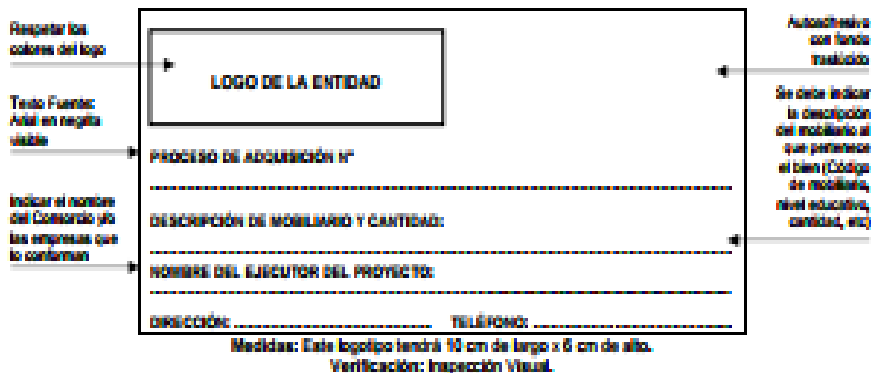 Respetar los
colores del logo
Texto Fuente:
Arial en negrita
visible
Indicar el nombre
del Consorcio y/o
las empresas que
lo conforman
LOGO DE LA ENTIDAD
PROCESO DE ADQUISICIÓN N°
DESCRIPCIÓN DE MOBILIARIO Y CANTIDAD:
NOMBRE DEL EJECUTOR DEL PROYECTO:
DIRECCIÓN: TELÉFONO:
Autoadhesivo
con fondo
traslúcido
Se debe indicar
la descripción
del mobiliario al
que pertenece
el bien (Código
de mobiliario,
nivel educativo,
cantidad, etc)
Medidas: Este logotipo tendrá 10 cm de largo x 6 cm de alto.
Verificación: Inspección Visual.